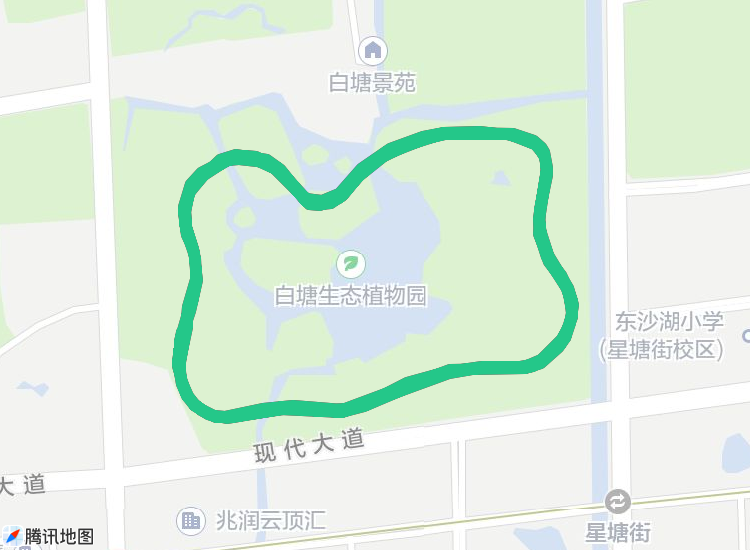 白塘景苑
白塘生态植物园
东沙湖小学
(星塘街校区)
现代大道
大道
兆润云顶汇
星塘街
腾讯地图